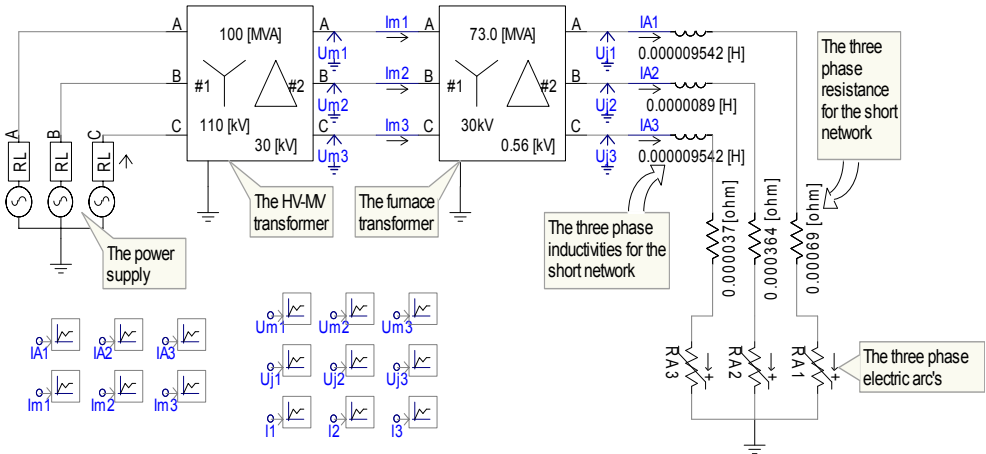 A
100 [MVA]
A
Im1
A
73.0 [MVA]
A
IA1
Um1
Uj1
0.000009542 [H]
B
#1
#2
B
Im2
B
#1
#2
B
IA2
Um2
Uj2
0.0000089 [H]
C
110 [kV]
30 [kV]
C
Im3
C
30kV
0.56 [kV]
C
IA3
Um3
Uj3
0.000009542 [H]
A
B
C
RL
RL
RL
The three
phase
resistance
for the short
network
The HV-MV
transformer
The furnace
transformer
The three phase
inductivities for the
short network
The power
supply
0.000037[ohm]
0.000364 [ohm]
0.00069 [ohm]
RA3
+
RA2
+
RA1
+
The three phase
electric arc's
IA1
IA2
IA3
Im1
Im2
Im3
Um1
Um2
Um3
Uj1
Uj2
Uj3
I1
I2
I3